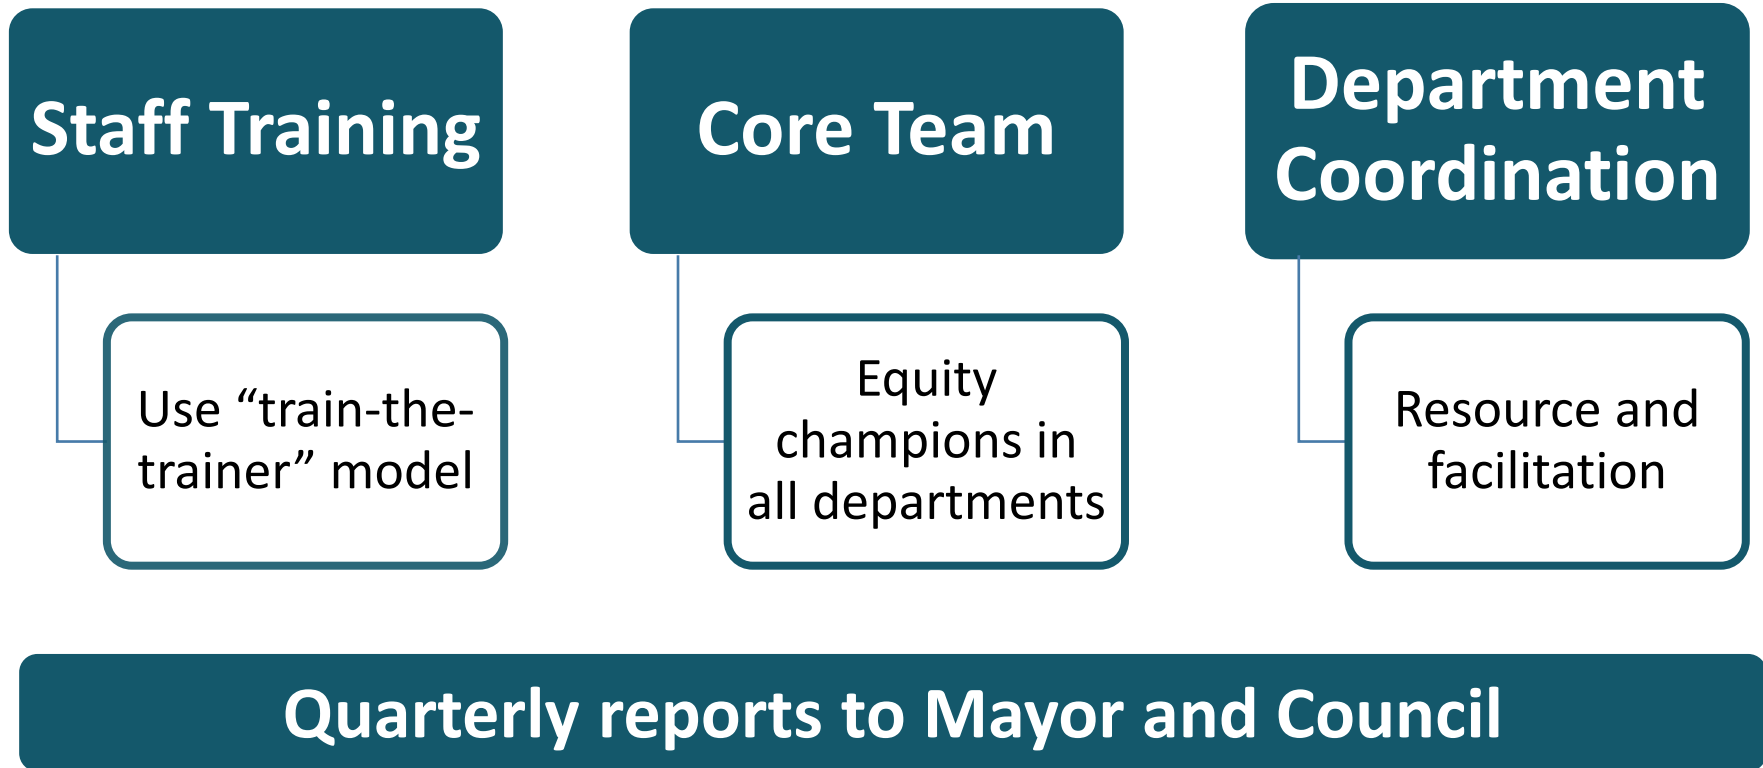 Staff Training
Core Team
Department
Coordination
Use “train-the-
trainer” model
Equity
champions in
all departments
Resource and
facilitation
Quarterly reports to Mayor and Council